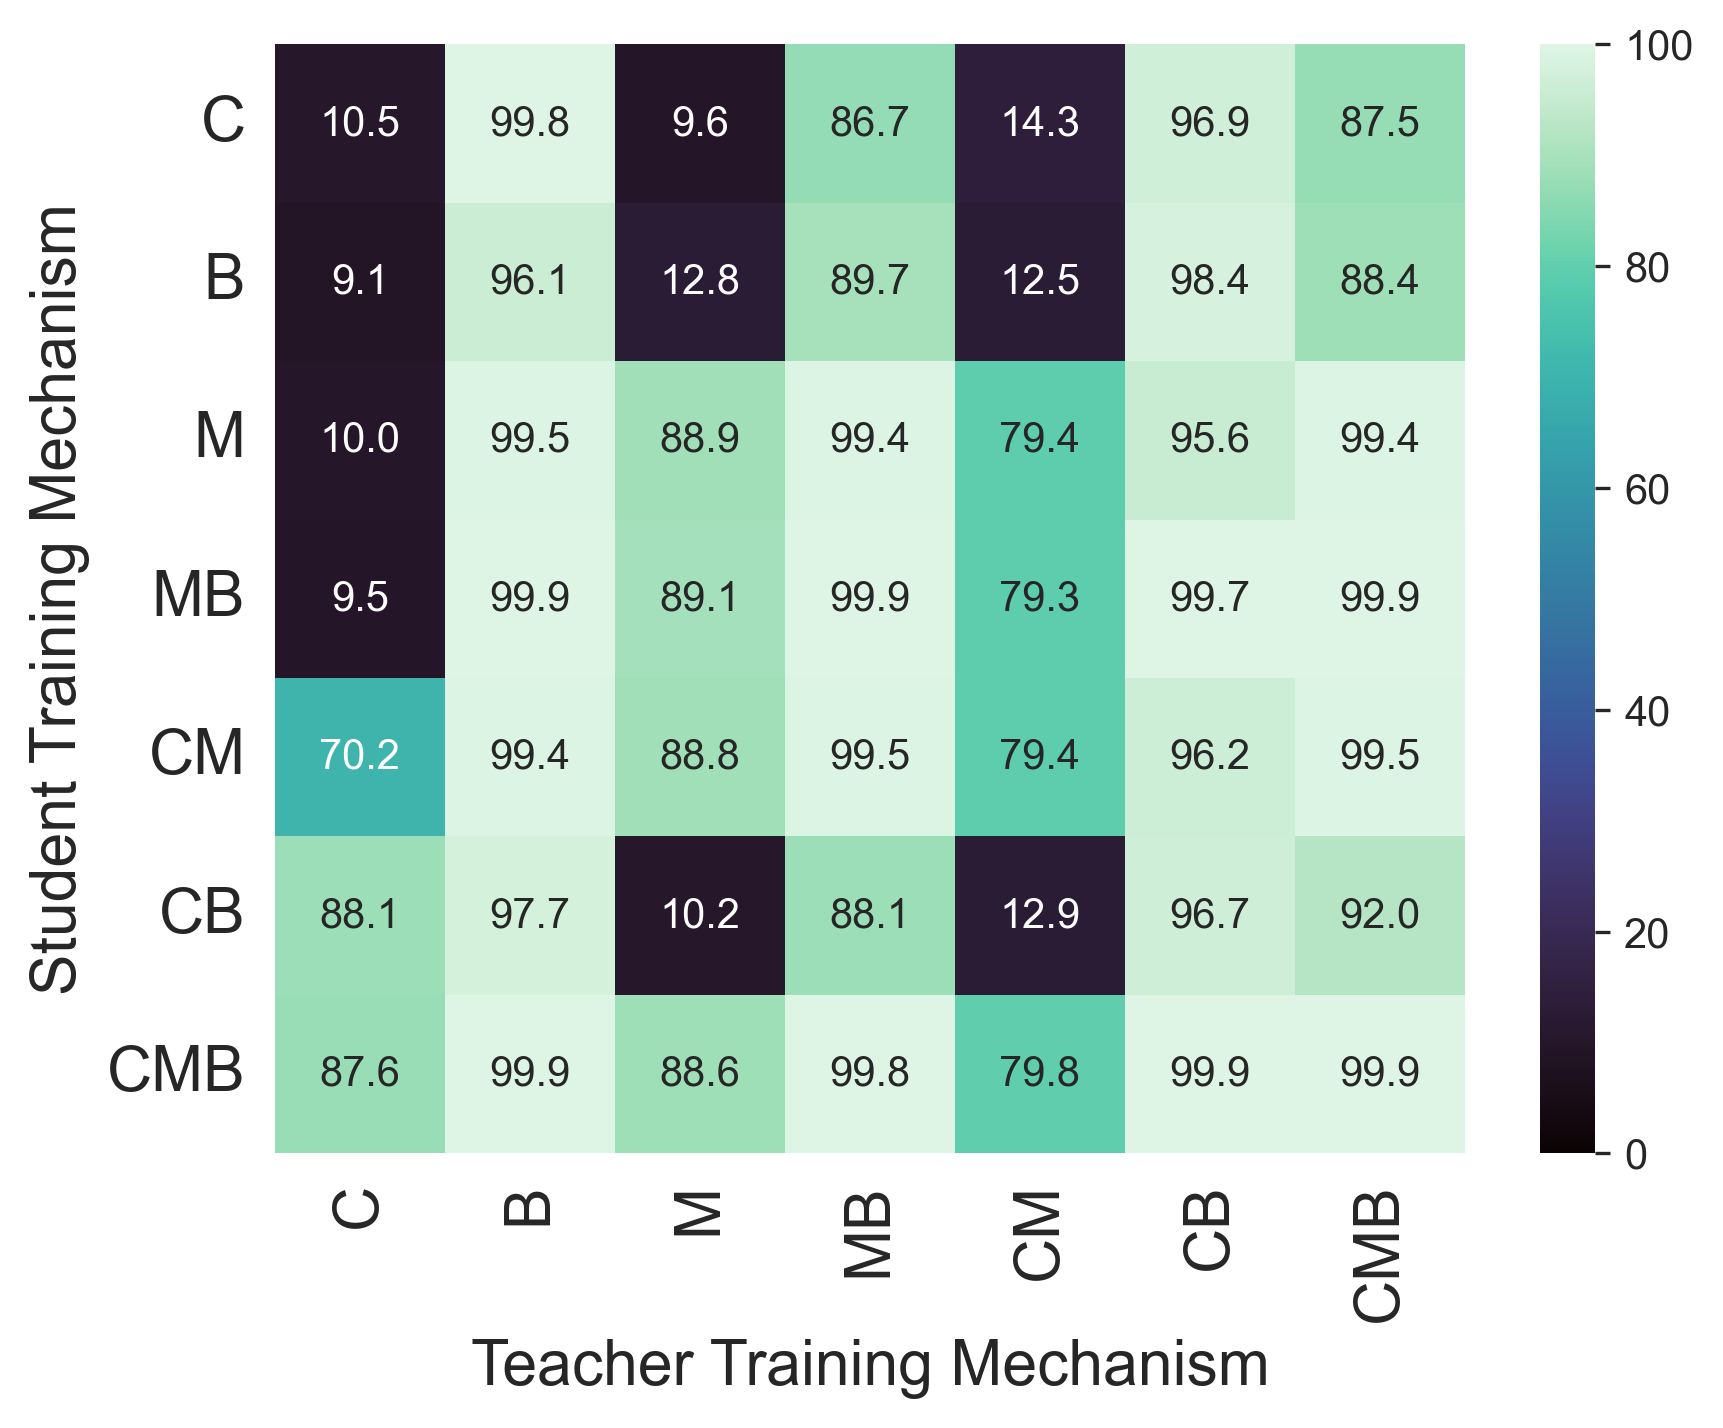 Student Training Mechanism
C 10.5 99.8 9.6 86.7 14.3 96.9 87.5
B 9.1 96.1 12.8 89.7 12.5 98.4 88.4
M 10.0 99.5 88.9 99.4 79.4 95.6 99.4
MB 9.5 99.9 89.1 99.9 79.3 99.7 99.9
CM 70.2 99.4 88.8 99.5 79.4 96.2 99.5
CB 88.1 97.7 10.2 88.1 12.9 96.7 92.0
CMB 87.6 99.9 88.6 99.8 79.8 99.9 99.9
C B M MB CM CB CMB
Teacher Training Mechanism
100
80
60
40
20
0